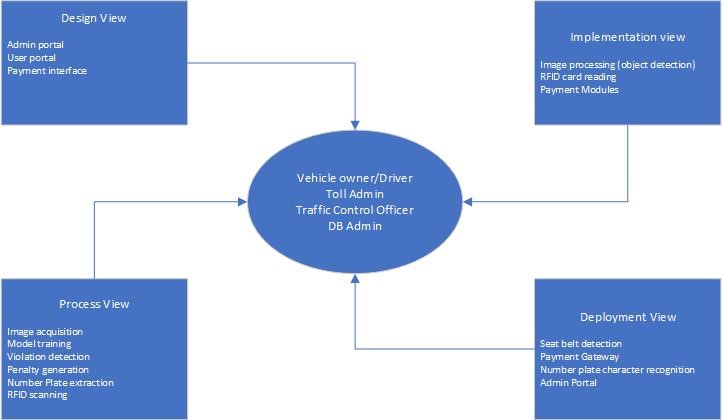 Design View
Admin portal
User portal
Payment interface
Implementation view
Image processing (object detection)
RFID card reading
Payment Modules
Vehicle owner/Driver
Toll Admin
Traffic Control Officer
DB Admin
Process View
Image acquisition
Model training
Violation detection
Penalty generation
Number Plate extraction
RFID scanning
Deployment View
Seat belt detection
Payment Gateway
Number plate character recognition
Admin Portal